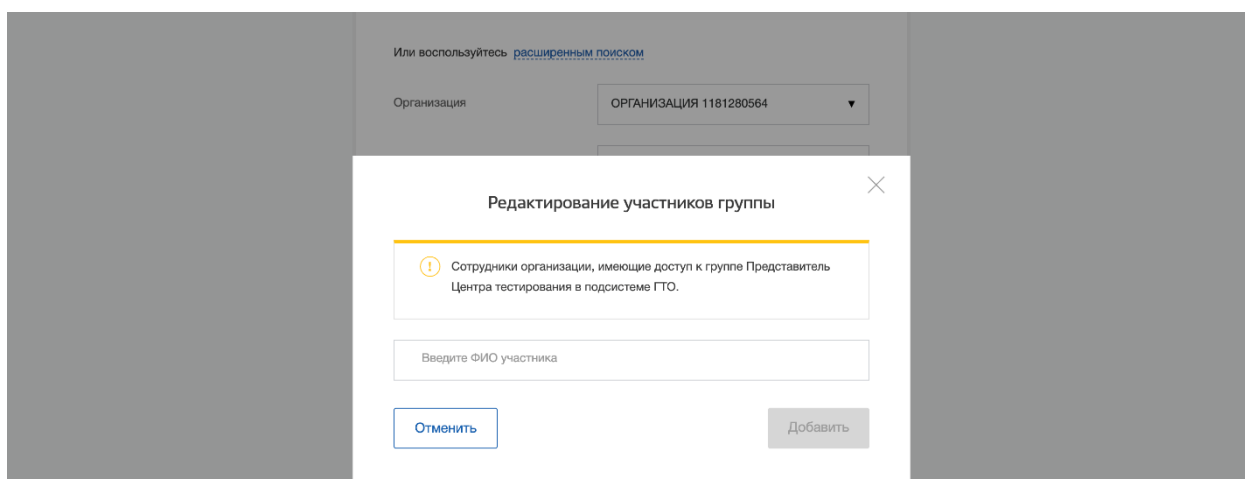 Или воспользуйтесь расширенным поиском
Организация
ОРГАНИЗАЦИЯ 1181280564
Редактирование участников группы
Сотрудники организации, имеющие доступ к группе Представитель
Центра тестирования в подсистеме ГТО.
Введите ФИО участника
Отменить
Добавить